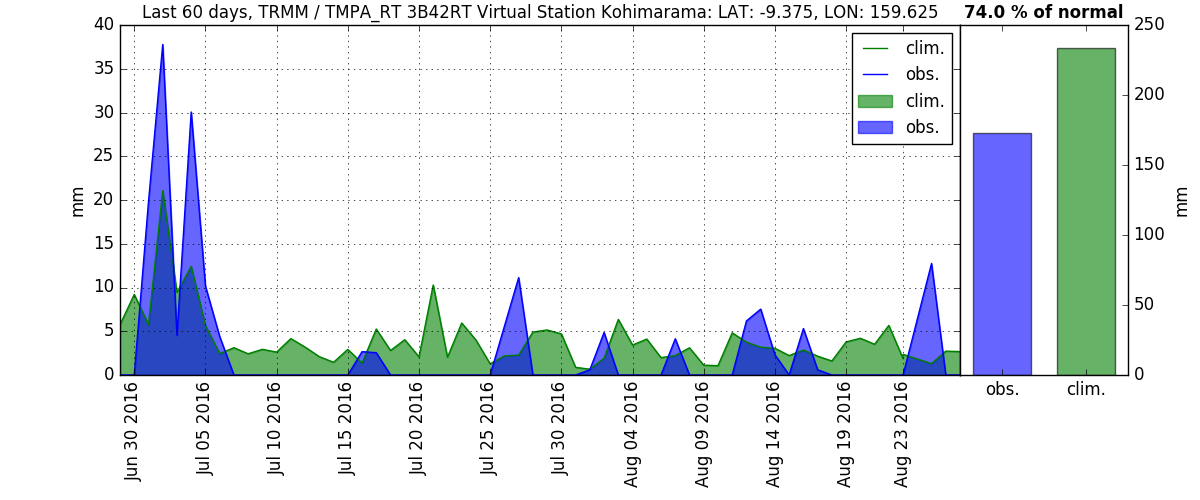 Last 60 days, TRMM / TMPA_RT 3B42RT Virtual Station Kohimarama: LAT: -9.375, LON: 159.625
74.0 % of normal
40
35
30
25
20
15
10
5
0
mm
clim.
obs.
clim.
obs.
250
200
150
100
50
0
mm
Jun 30 2016
Jul 05 2016
Jul 10 2016
Jul 15 2016
Jul 20 2016
Jul 25 2016
Jul 30 2016
Aug 04 2016
Aug 09 2016
Aug 14 2016
Aug 19 2016
Aug 23 2016
obs.
clim.